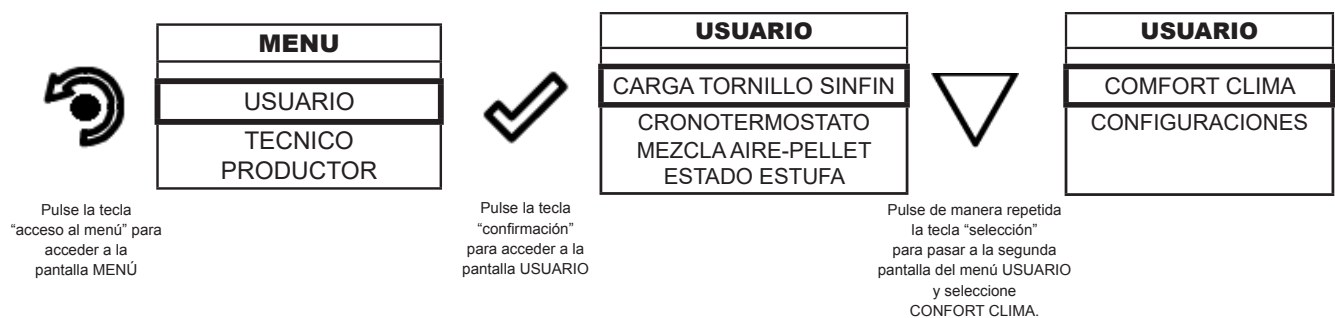 MENU
USUARIO
TECNICO
PRODUCTOR
Pulse la tecla
“acceso al menú” para
acceder a la
pantalla MENÚ
Pulse la tecla
“confirmación”
para acceder a la
pantalla USUARIO
USUARIO
CARGA TORNILLO SINFIN
CRONOTERMOSTATO
MEZCLA AIRE-PELLET
ESTADO ESTUFA
Pulse de manera repetida
la tecla “selección”
para pasar a la segunda
pantalla del menú USUARIO
y seleccione
CONFORT CLIMA.
USUARIO
COMFORT CLIMA
CONFIGURACIONES